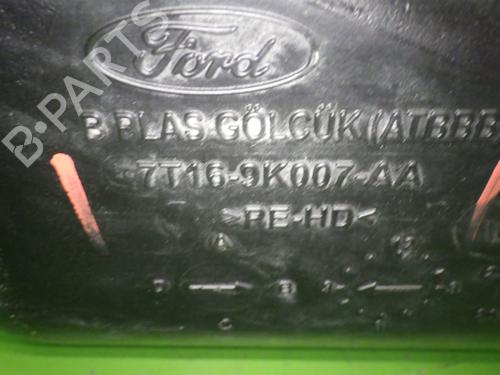 Ford
B PLAS GÖLCÜK (ATBBB
7T16-9K007-AA
>PE-HD<
A
D B
C
B-PARTS